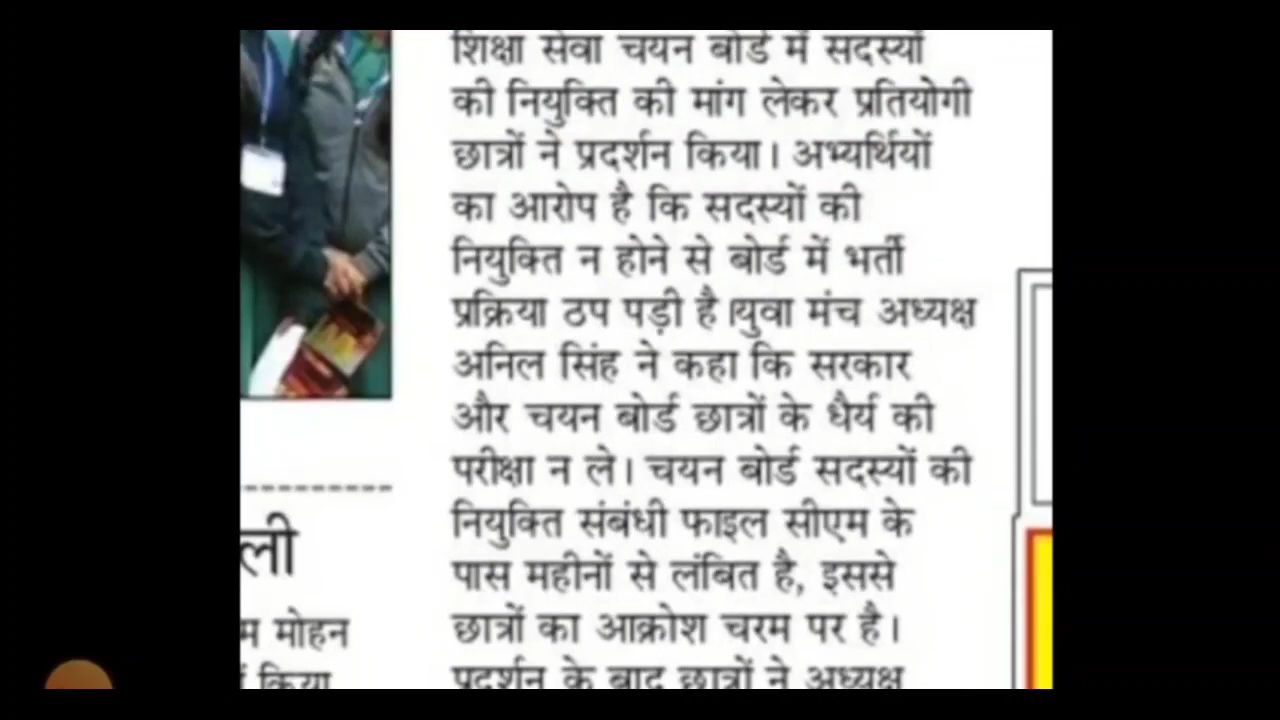 शिक्षा सेवा चयन बोर्ड में सदस्यों
की नियुक्ति की मांग लेकर प्रतियोगी
छात्रों ने प्रदर्शन किया। अभ्यर्थियों
का आरोप है कि सदस्यों की
नियुक्ति न होने से बोर्ड में भर्ती
प्रक्रिया ठप पड़ी है।युवा मंच अध्यक्ष
अनिल सिंह ने कहा कि सरकार
और चयन बोर्ड छात्रों के धैर्य की
परीक्षा न ले। चयन बोर्ड सदस्यों की
नियुक्ति संबंधी फाइल सीएम के
पास महीनों से लंबित है, इससे
छात्रों का आक्रोश चरम पर है।
प्रदर्शन के बाद छात्रों ने अध्यक्ष
ली
म मोहन
किया